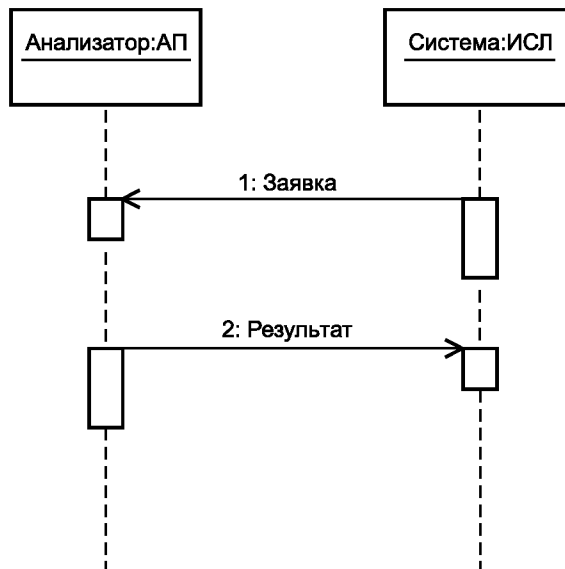 Анализатор:АП
Система:ИСЛ
1: Заявка
2: Результат